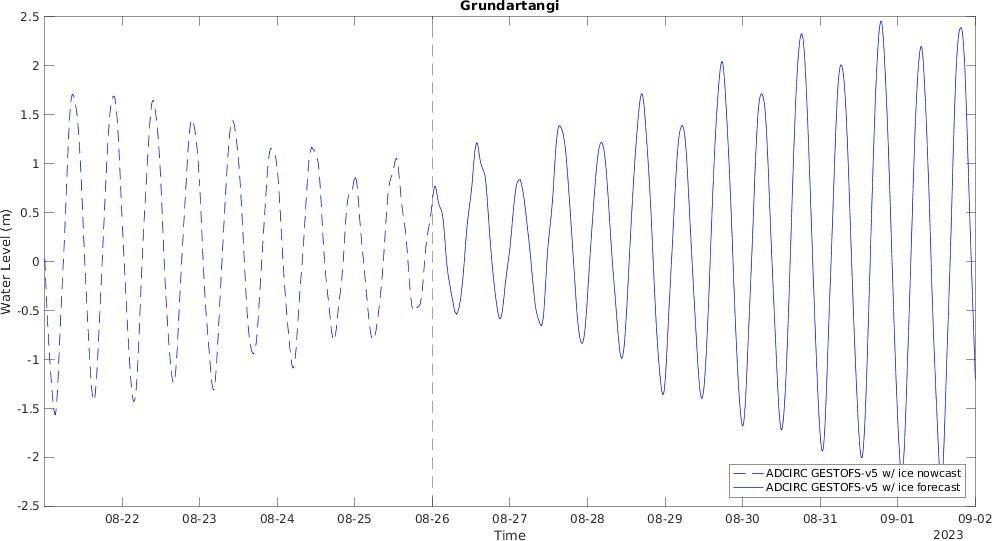 Grundartangi
2.5
2
1.5
1
0.5
0
-0.5
-1
-1.5
-2
-2.5
Water Level (m)
ADCIRC GESTOFS-v5 w/ ice nowcast
ADCIRC GESTOFS-v5 w/ ice forecast
08-22 08-23 08-24 08-25 08-26 08-27 08-28 08-29 08-30 08-31 09-01 09-02
Time
2023